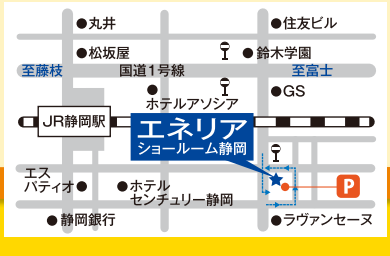 丸井
住友ビル
松坂屋
鈴木学園
至藤枝
国道1号線
至富士
GS
ホテルアソシア
JR静岡駅
エネリア
ショールーム静岡
エス
パティオ
ホテル
センチュリー静岡
P
静岡銀行
ラヴァンセーヌ